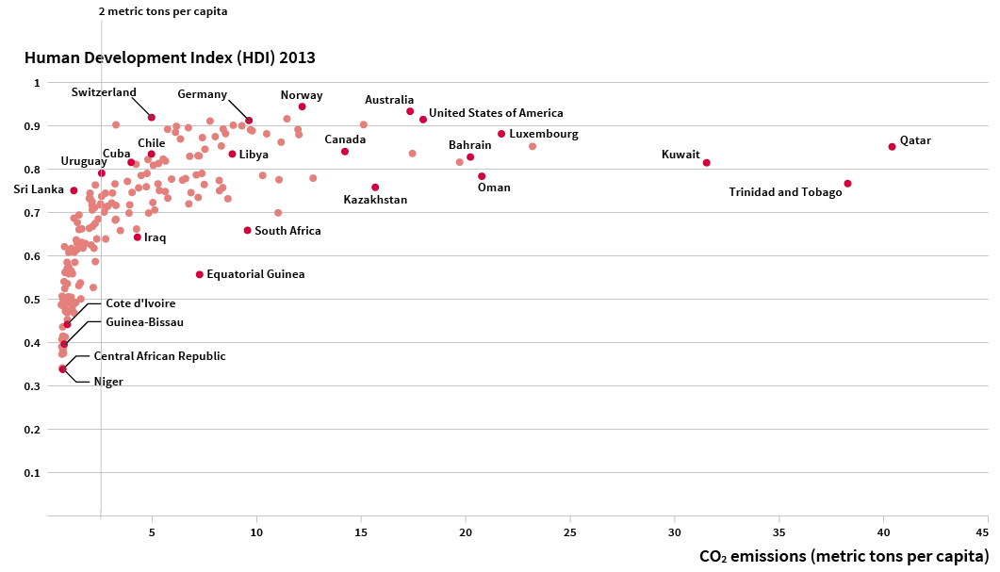 2 metric tons per capita
Human Development Index (HDI) 2013
1
Switzerland
Germany
Norway
Australia
United States of America
0.9
Luxembourg
Qatar
Chile
Canada
Bahrain
Cuba
Libya
Kuwait
Uruguay
0.8
Sri Lanka
Oman
Trinidad and Tobago
Kazakhstan
0.7
South Africa
Iraq
0.6
Equatorial Guinea
0.5
Cote d'Ivoire
Guinea-Bissau
0.4
Central African Republic
Niger
0.3
0.2
0.1
5 10 15 20 25 30 35 40 45
CO₂ emissions (metric tons per capita)